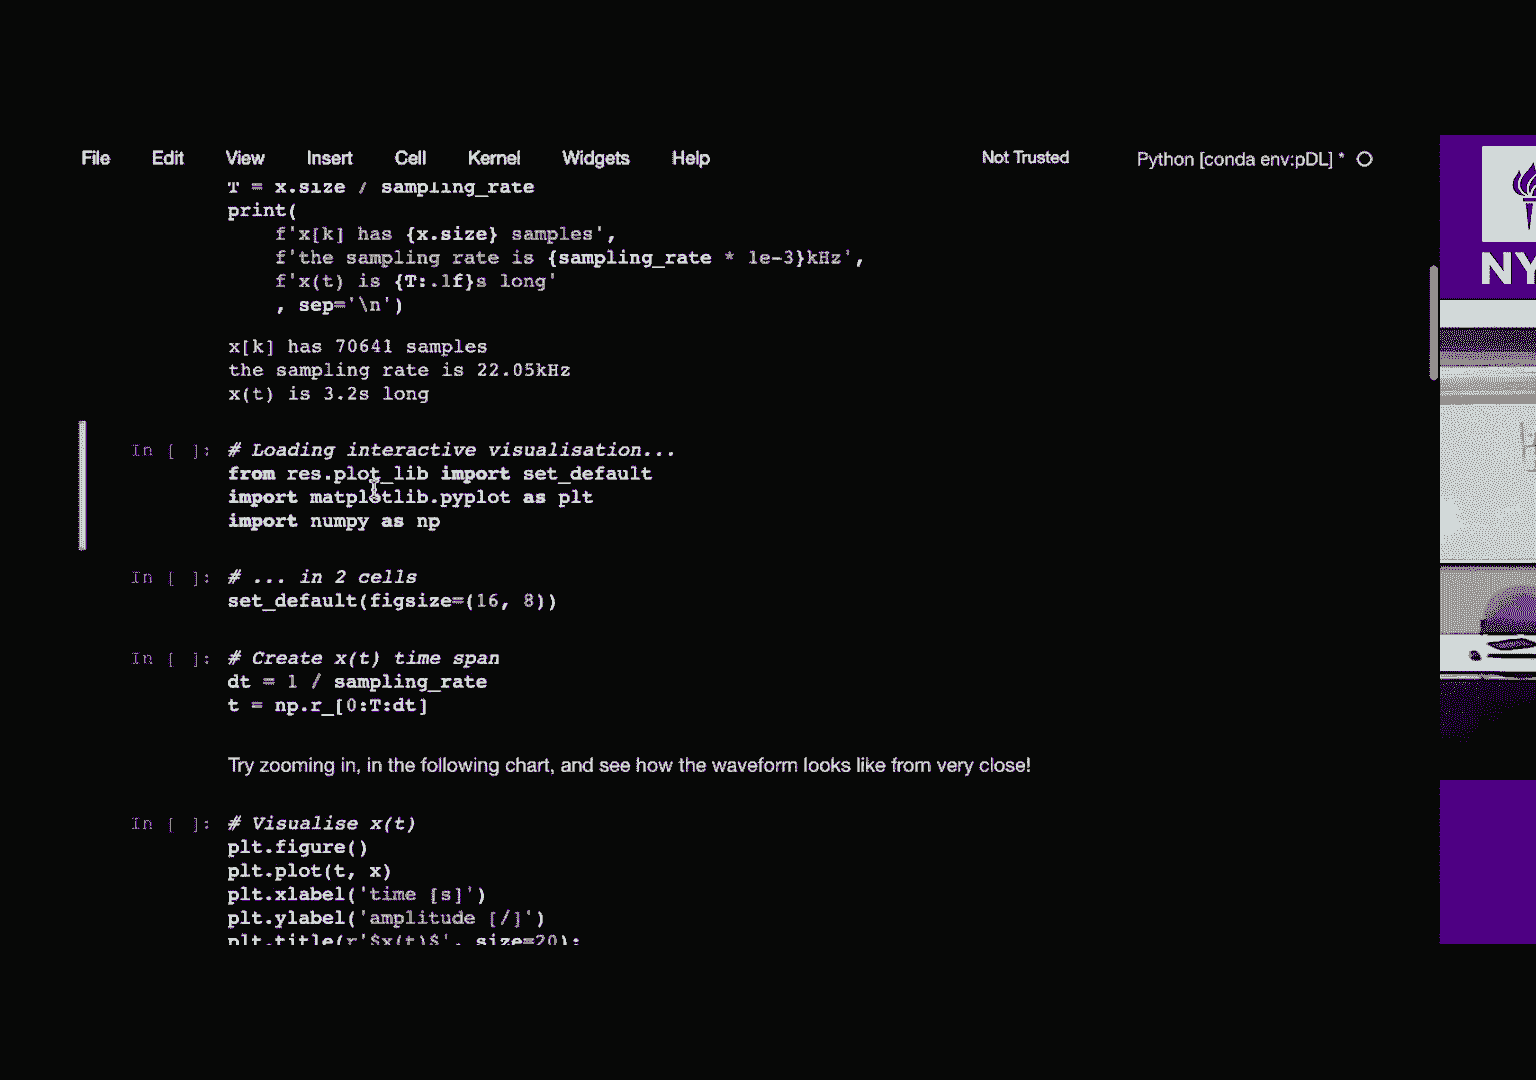 File Edit View Insert Cell Kernel Widgets Help Not Trusted Python [conda env:pDL] *
T = x.size / sampling_rate
print(
f'x[k] has {x.size} samples',
f'the sampling rate is {sampling_rate * 1e-3}kHz',
f'x(t) is {T:.1f}s long'
, sep='\n')
x[k] has 70641 samples
the sampling rate is 22.05kHz
x(t) is 3.2s long
In [ ]: # Loading interactive visualisation...
from res.plot_lib import set_default
import matplotlib.pyplot as plt
import numpy as np
In [ ]: # ... in 2 cells
set_default(figsize=(16, 8))
In [ ]: # Create x(t) time span
dt = 1 / sampling_rate
t = np.r_[0:T:dt]
Try zooming in, in the following chart, and see how the waveform looks like from very close!
In [ ]: # Visualise x(t)
plt.figure()
plt.plot(t, x)
plt.xlabel('time [s]')
plt.ylabel('amplitude [/]')
plt.title(r'$x(t)$', size=20);
NY